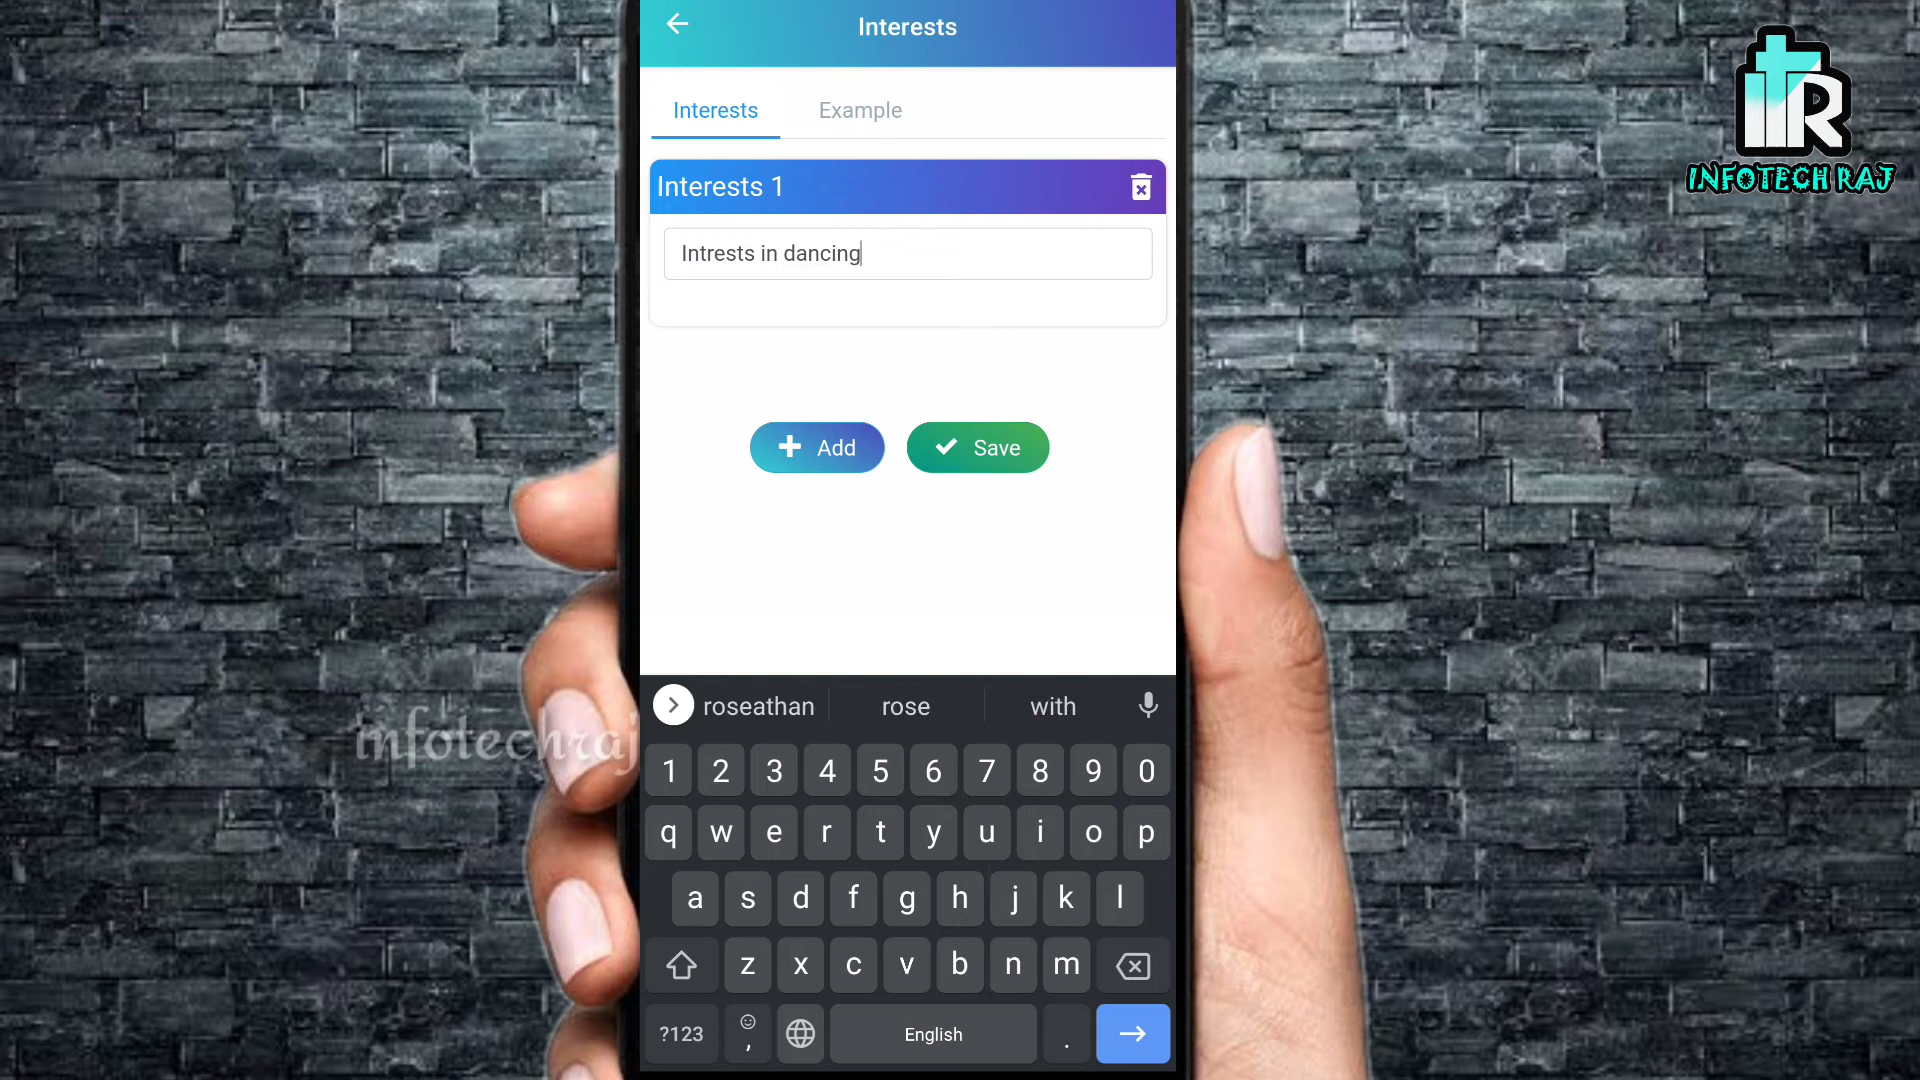 Interests
Interests Example
Interests 1
Intrests in dancing
Add Save
roseathan rose with
1 2 3 4 5 6 7 8 9 0
q w e r t y u i o p
a s d f g h j k l
z x c v b n m
?123 , English .
INFOTECH RAJ
infotechraj